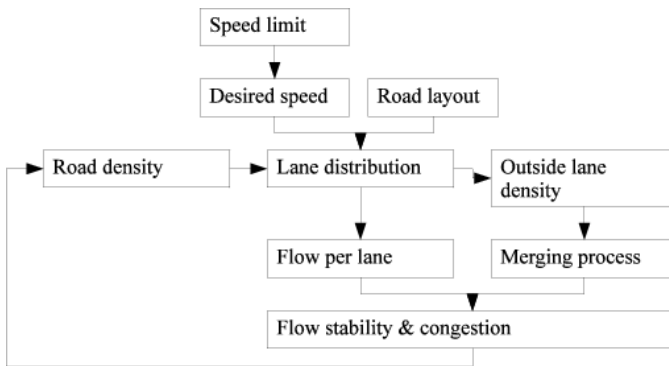 Speed limit
Desired speed
Road layout
Road density
Lane distribution
Outside lane
density
Flow per lane
Merging process
Flow stability & congestion